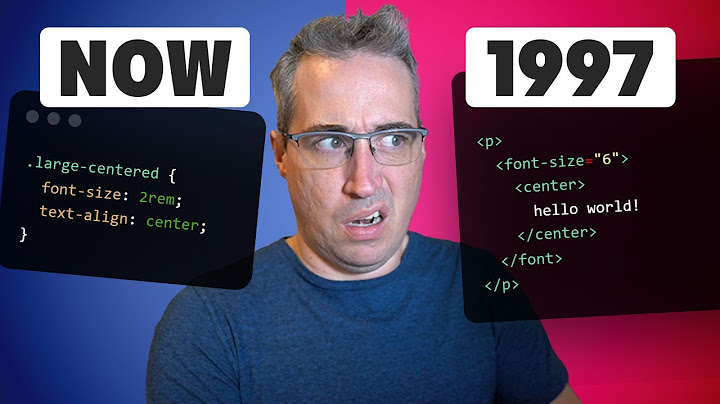 NOW
1997
.large-centered {
  font-size: 2rem;
  text-align: center;
}
<p>
  <font-size="6">
    <center>
      hello world!
    </center>
  </font>
</p>